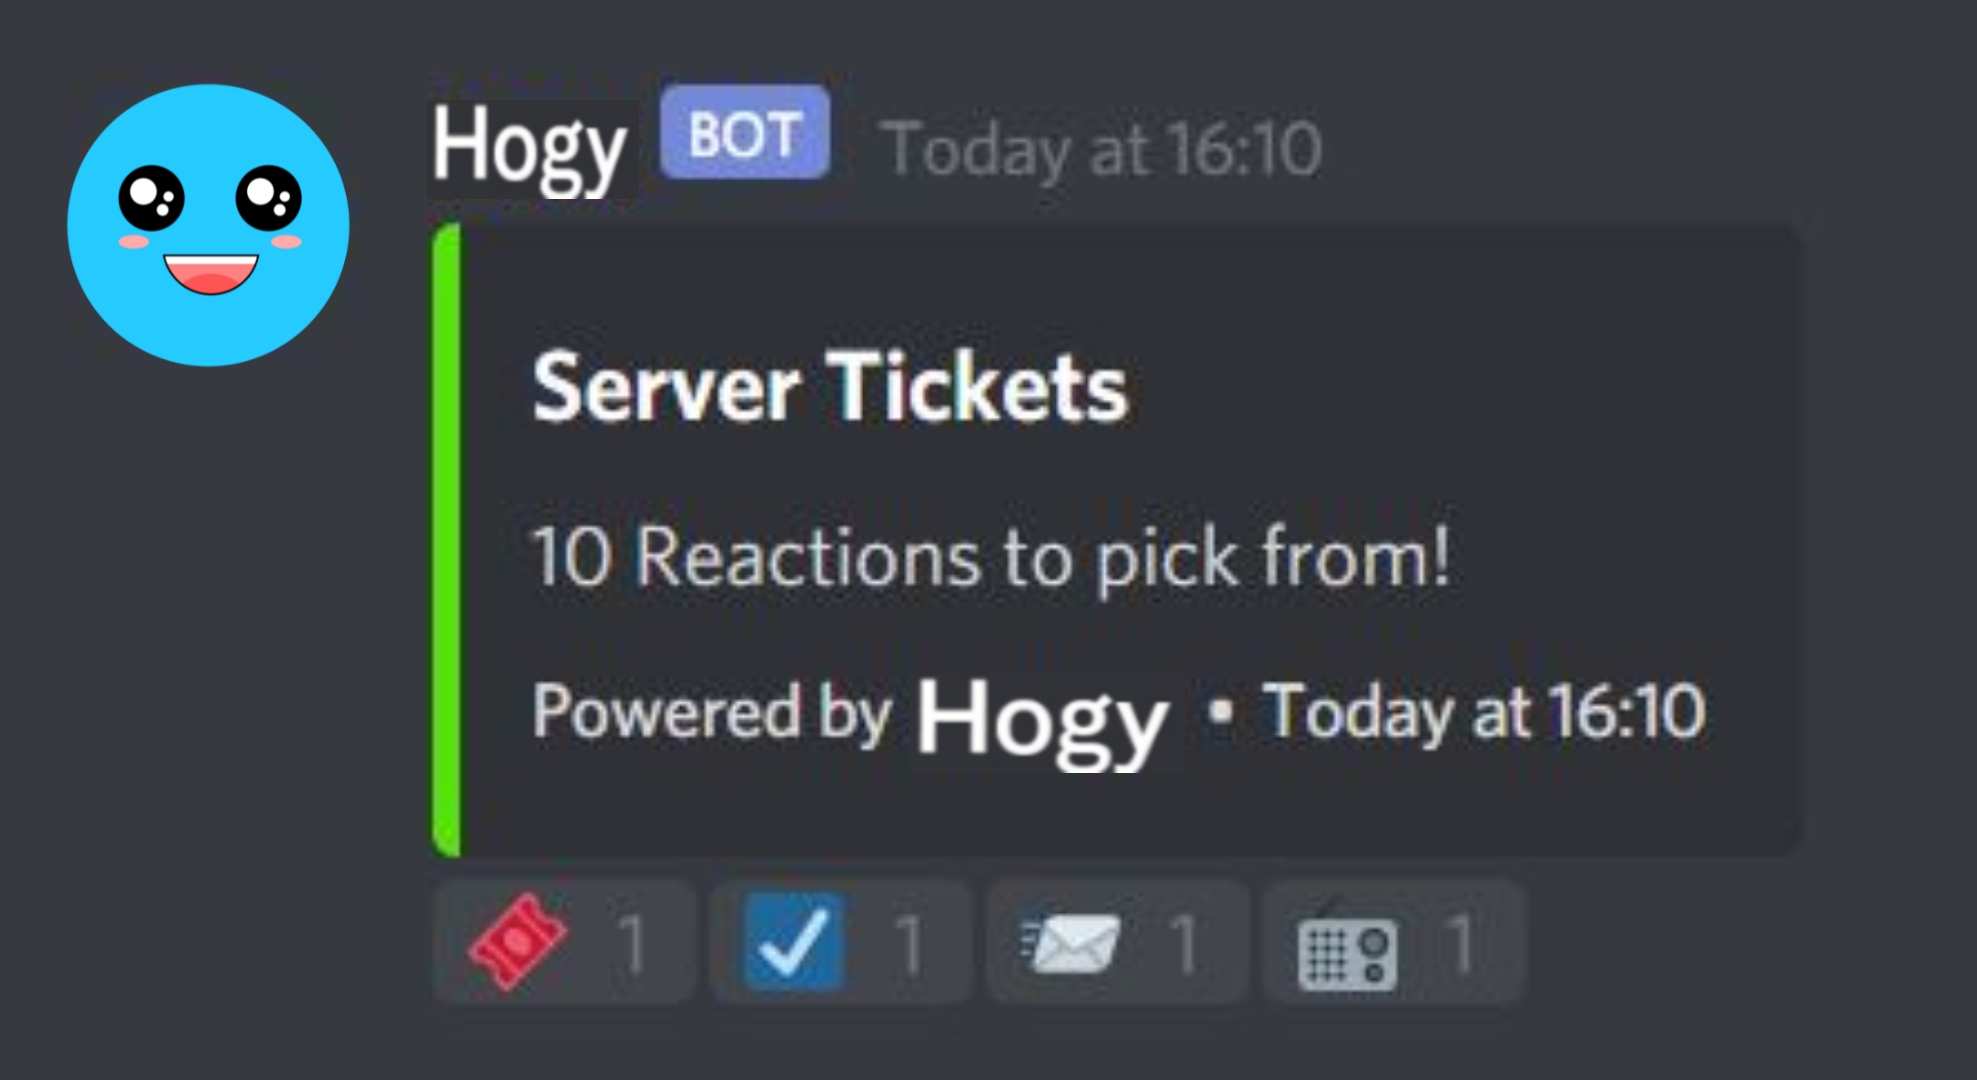 Hogy BOT Today at 16:10
Server Tickets
10 Reactions to pick from!
Powered by Hogy • Today at 16:10
1 1 1 1